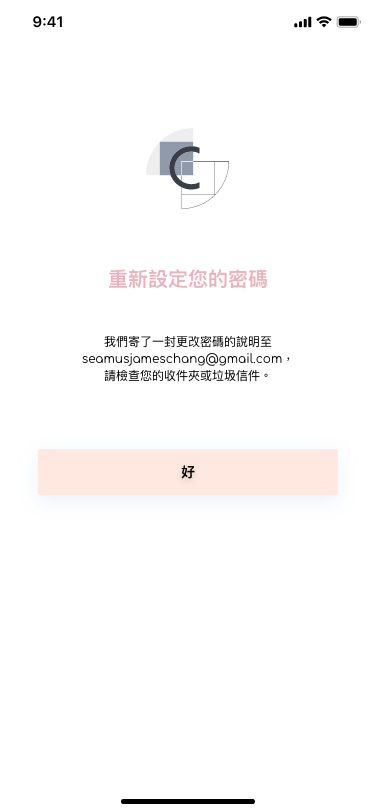 9:41
C
重新設定您的密碼
我們寄了一封更改密碼的說明至
seamusjameschang@gmail.com，
請檢查您的收件夾或垃圾信件。
好